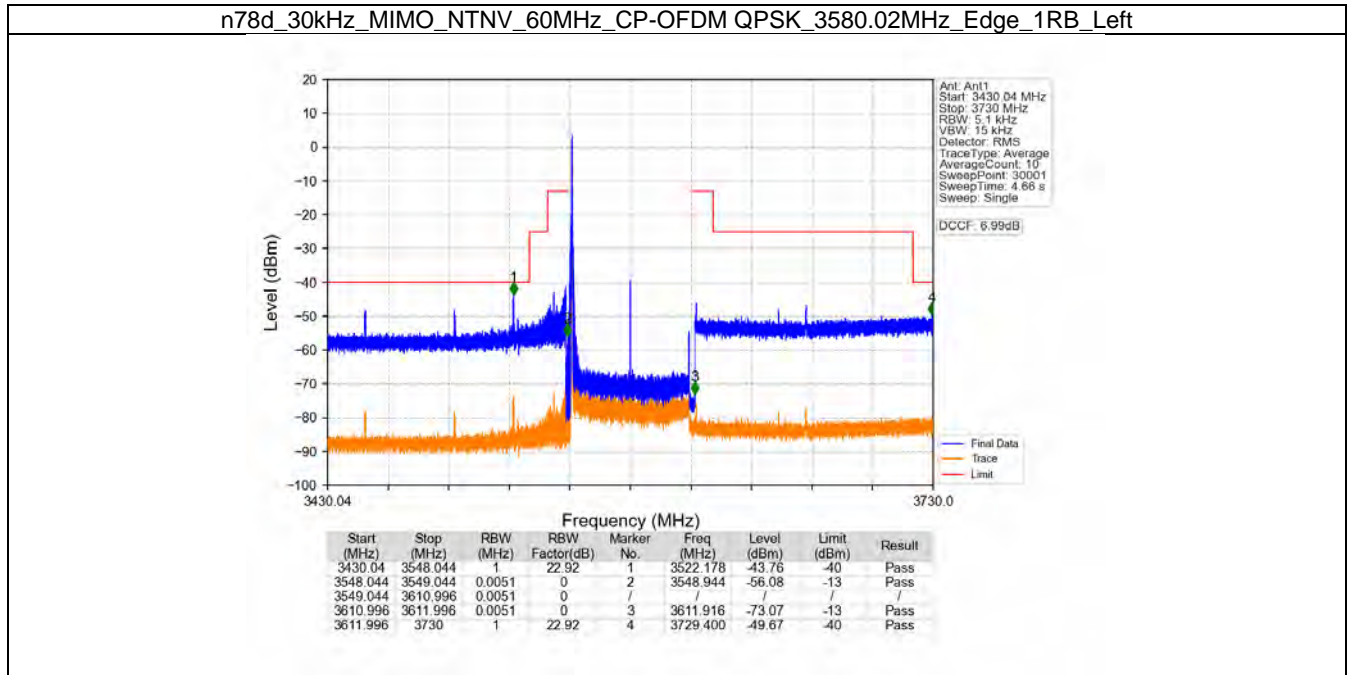 n78d_30kHz_MIMO_NTNV_60MHz_CP-OFDM QPSK_3580.02MHz_Edge_1RB_Left
20
10
0
−10
−20
−30
−40
−50
−60
−70
−80
−90
−100
Level (dBm)
1
2
3
4
3430.04
3730.0
Frequency (MHz)
Ant: Ant1
Start: 3430.04 MHz
Stop: 3730 MHz
RBW: 5.1 kHz
VBW: 15 kHz
Detector: RMS
TraceType: Average
AverageCount: 10
SweepPoint: 30001
SweepTime: 4.66 s
Sweep: Single
DCCF: 6.99dB
Final Data
Trace
Limit
Start (MHz) Stop (MHz) RBW (MHz) RBW Factor(dB) Marker No. Freq (MHz) Level (dBm) Limit (dBm) Result
3430.04 3548.044 1 22.92 1 3522.178 -43.76 -40 Pass
3548.044 3549.044 0.0051 0 2 3548.944 -56.08 -13 Pass
3549.044 3610.996 0.0051 0 / / / / /
3610.996 3611.996 0.0051 0 3 3611.916 -73.07 -13 Pass
3611.996 3730 1 22.92 4 3729.400 -49.67 -40 Pass